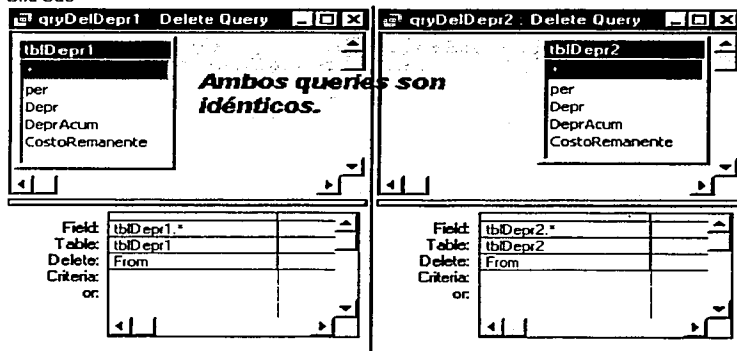 qryDelDepr1 Delete Query
tblDepr1
*
per
Depr
DeprAcum
CostoRemanente
Field: tblDepr1.*
Table: tblDepr1
Delete: From
Criteria:
or:
Ambos queries son
idénticos.
qryDelDepr2 : Delete Query
tblDepr2
*
per
Depr
DeprAcum
CostoRemanente
Field: tblDepr2.*
Table: tblDepr2
Delete: From
Criteria:
or: